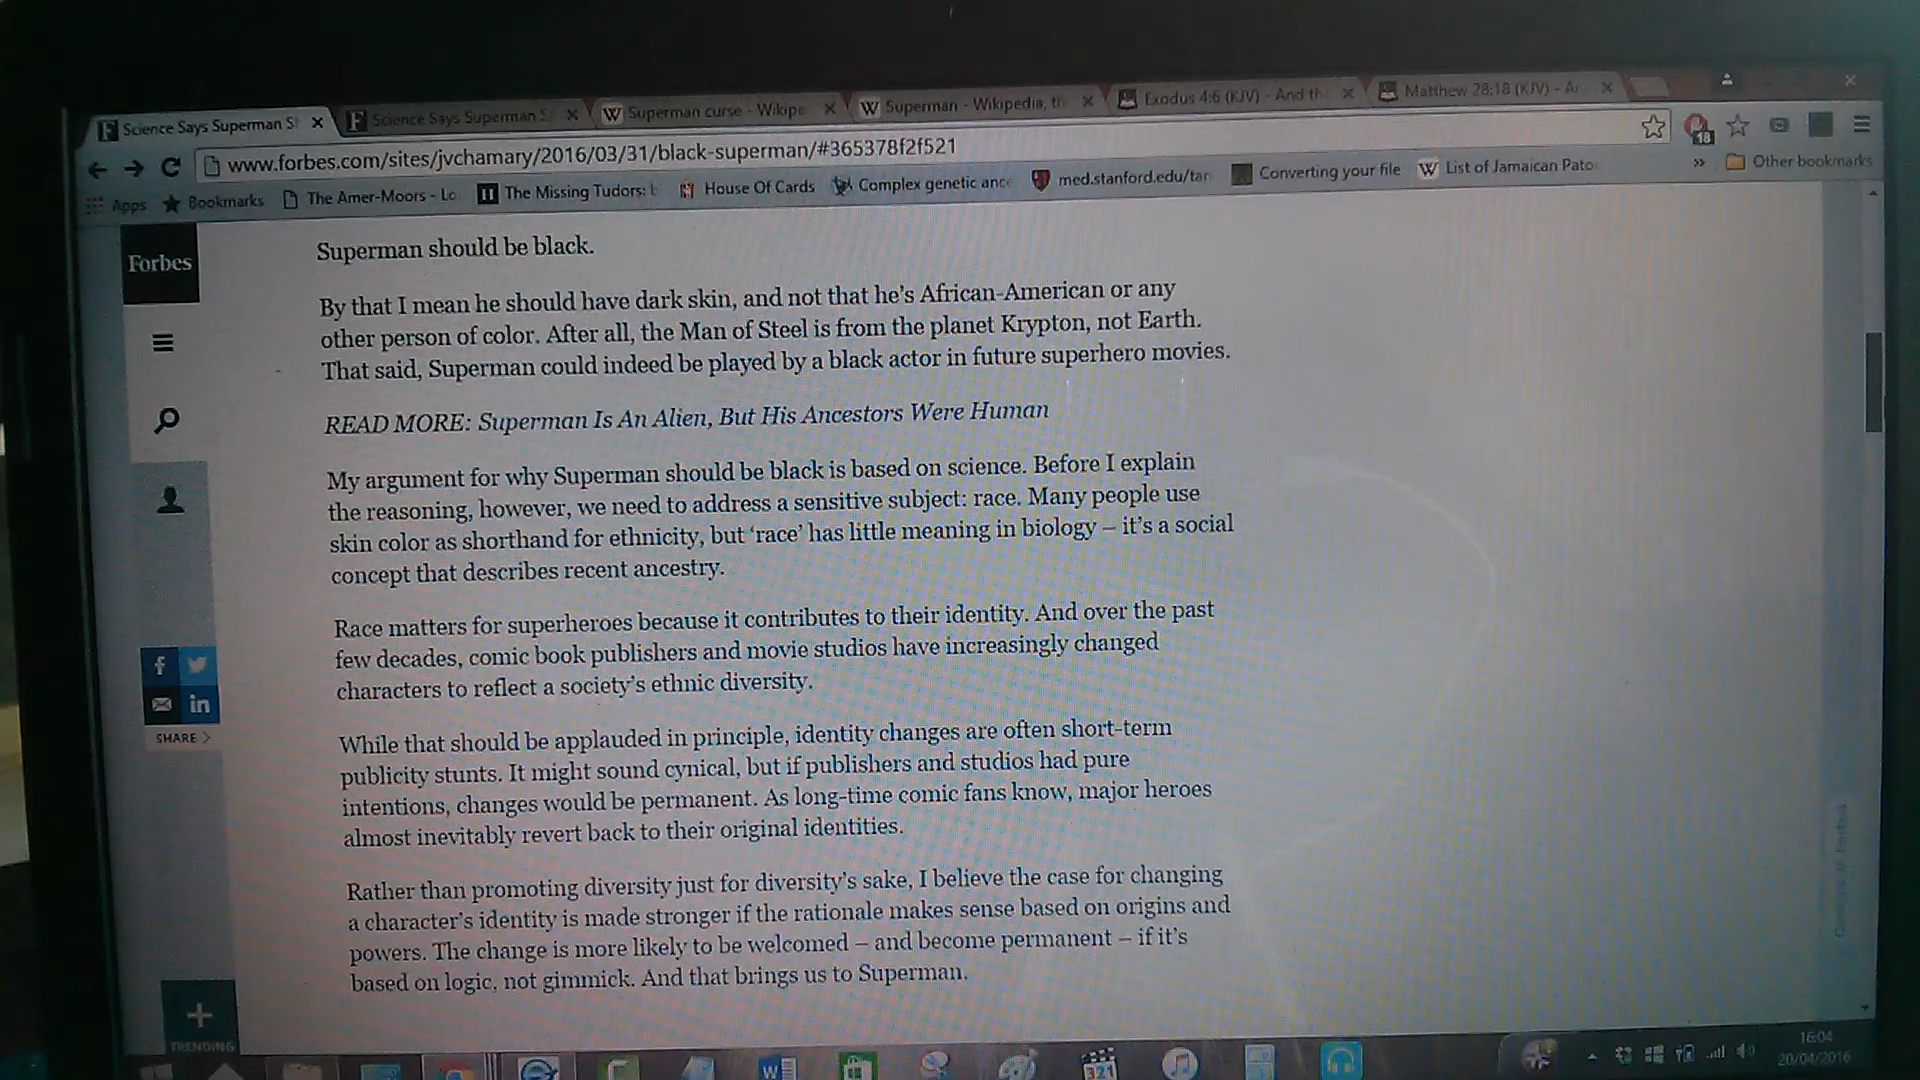 Science Says Superman S
Science Says Superman S
Superman curse - Wikipe
Superman - Wikipedia, th
Exodus 4:6 (KJV) - And th
Matthew 28:18 (KJV) - An
www.forbes.com/sites/jvchamary/2016/03/31/black-superman/#365378f2f521
18
Apps
Bookmarks
The Amer-Moors - Lo
The Missing Tudors: b
House Of Cards
Complex genetic ance
med.stanford.edu/tan
Converting your file
List of Jamaican Pato
Other bookmarks
Forbes
Superman should be black.
By that I mean he should have dark skin, and not that he's African-American or any
other person of color. After all, the Man of Steel is from the planet Krypton, not Earth.
That said, Superman could indeed be played by a black actor in future superhero movies.
READ MORE: Superman Is An Alien, But His Ancestors Were Human
My argument for why Superman should be black is based on science. Before I explain
the reasoning, however, we need to address a sensitive subject: race. Many people use
skin color as shorthand for ethnicity, but 'race' has little meaning in biology – it's a social
concept that describes recent ancestry.
Race matters for superheroes because it contributes to their identity. And over the past
few decades, comic book publishers and movie studios have increasingly changed
characters to reflect a society's ethnic diversity.
While that should be applauded in principle, identity changes are often short-term
publicity stunts. It might sound cynical, but if publishers and studios had pure
intentions, changes would be permanent. As long-time comic fans know, major heroes
almost inevitably revert back to their original identities.
Rather than promoting diversity just for diversity's sake, I believe the case for changing
a character's identity is made stronger if the rationale makes sense based on origins and
powers. The change is more likely to be welcomed – and become permanent – if it's
based on logic, not gimmick. And that brings us to Superman.
SHARE
TRENDING
321
16:04
20/04/2016